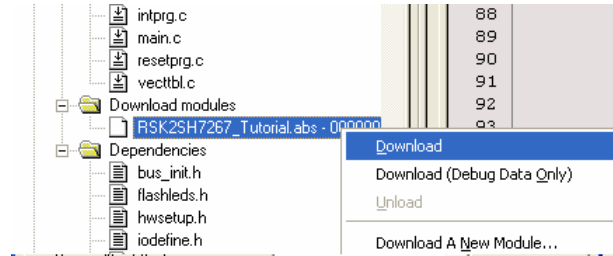 intprg.c
main.c
resetprg.c
vecttbl.c
Download modules
RSK2SH7267_Tutorial.abs - 000000
Dependencies
bus_init.h
flashleds.h
hwsetup.h
iodefine.h
88
89
90
91
92
93
Download
Download (Debug Data Only)
Unload
Download A New Module...